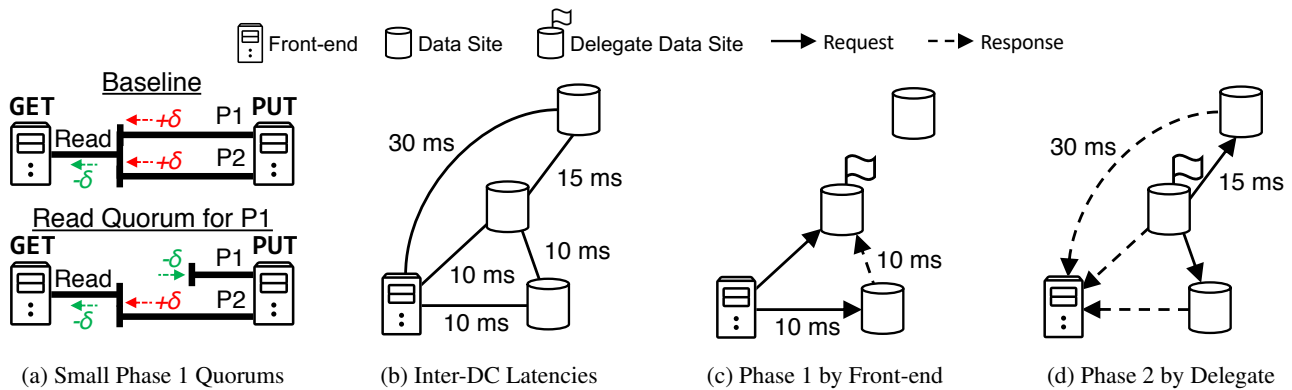 Front-end
Data Site
Delegate Data Site
Request
Response
Baseline
GET
PUT
Read
+δ
P1
+δ
P2
-δ
Read Quorum for P1
GET
PUT
Read
-δ
P1
+δ
P2
-δ
30 ms
15 ms
10 ms
10 ms
10 ms
10 ms
10 ms
30 ms
15 ms
(a) Small Phase 1 Quorums
(b) Inter-DC Latencies
(c) Phase 1 by Front-end
(d) Phase 2 by Delegate